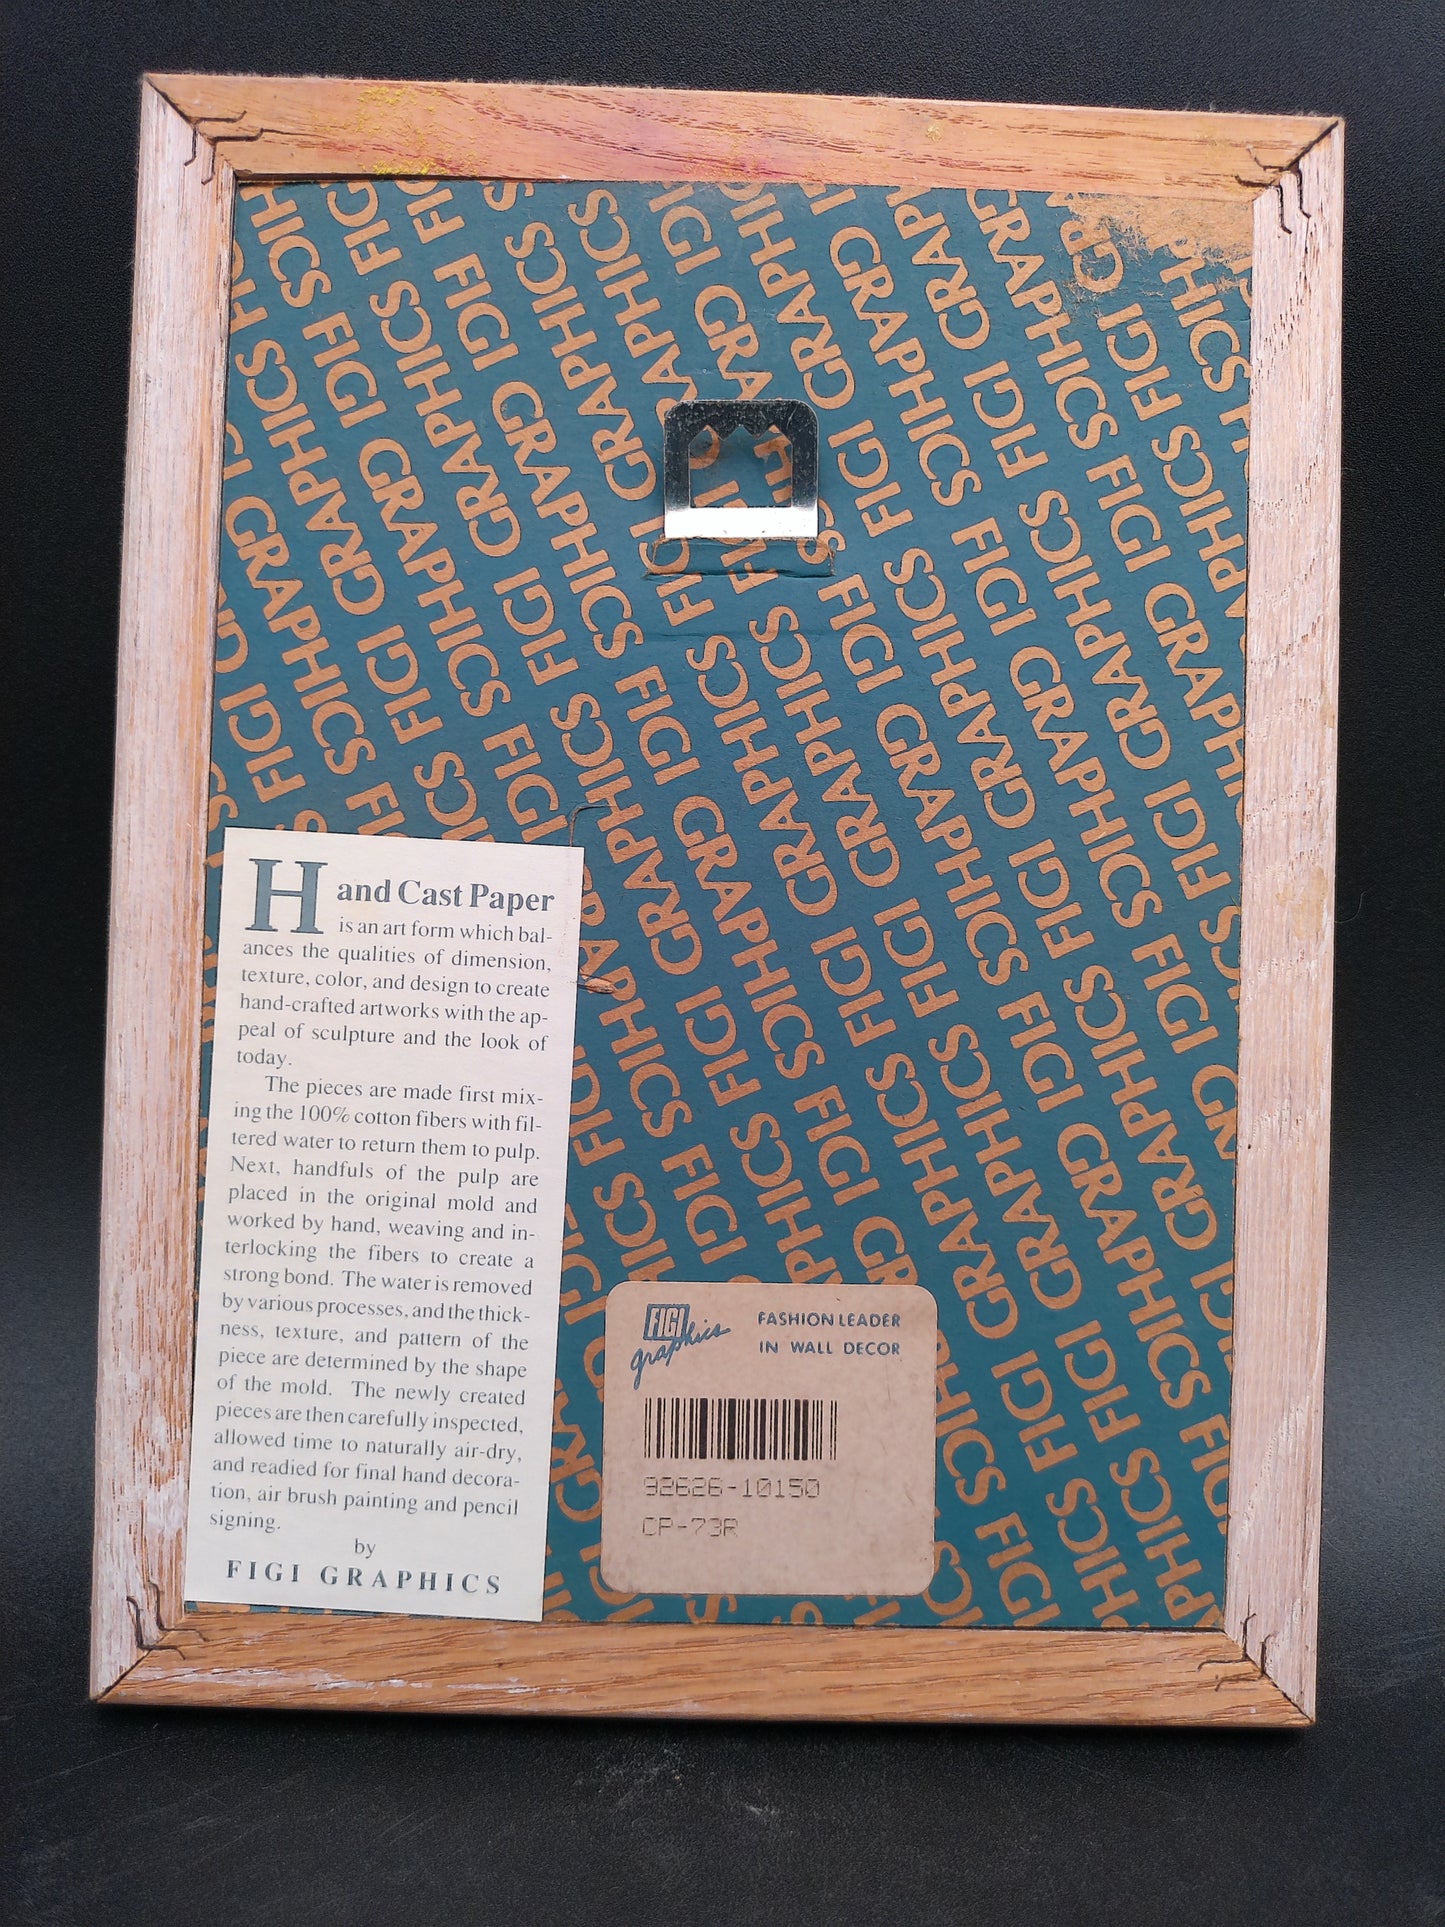 Hand Cast Paper
is an art form which bal-
ances the qualities of dimension,
texture, color, and design to create
hand-crafted artworks with the ap-
peal of sculpture and the look of
today.
The pieces are made first mix-
ing the 100% cotton fibers with fil-
tered water to return them to pulp.
Next, handfuls of the pulp are
placed in the original mold and
worked by hand, weaving and in-
terlocking the fibers to create a
strong bond. The water is removed
by various processes, and the thick-
ness, texture, and pattern of the
piece are determined by the shape
of the mold. The newly created
pieces are then carefully inspected,
allowed time to naturally air-dry,
and readied for final hand decora-
tion, air brush painting and pencil
signing.
by
FIGI GRAPHICS
FIGI graphics
FASHION LEADER
IN WALL DECOR
92626-10150
CP-73R
FIGI GRAPHICS FIGI GRAPHICS FIGI GRAPHICS